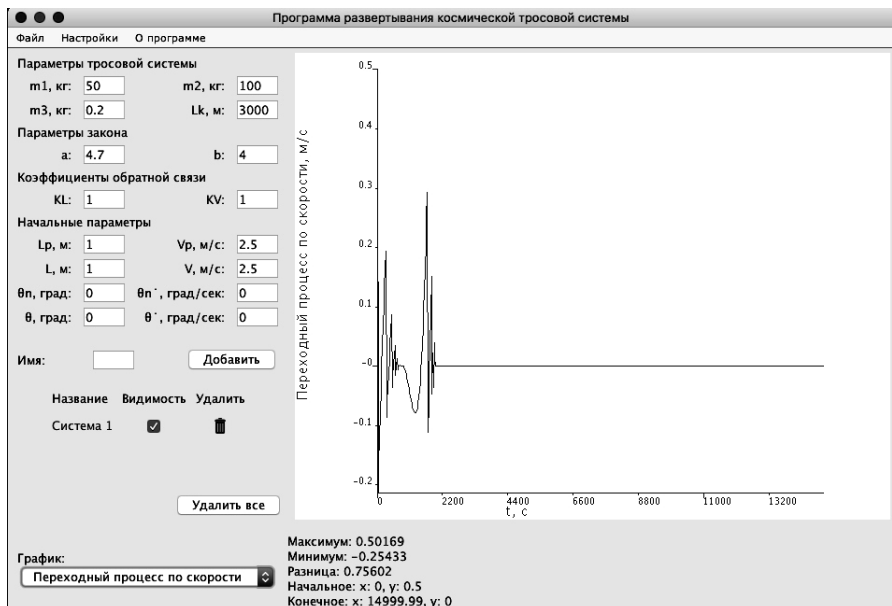 Программа развертывания космической тросовой системы
Файл Настройки О программе
Параметры тросовой системы
m1, кг: 50 m2, кг: 100
m3, кг: 0.2 Lk, м: 3000
Параметры закона
a: 4.7 b: 4
Коэффициенты обратной связи
KL: 1 KV: 1
Начальные параметры
Lp, м: 1 Vp, м/с: 2.5
L, м: 1 V, м/с: 2.5
θn, град: 0 θn˙, град/сек: 0
θ, град: 0 θ˙, град/сек: 0
Имя: Добавить
Название Видимость Удалить
Система 1
Удалить все
График:
Переходный процесс по скорости
Переходный процесс по скорости, м/с
0.5
0.4
0.3
0.2
0.1
-0
-0.1
-0.2
0 2200 4400 6600 8800 11000 13200
t, с
Максимум: 0.50169
Минимум: -0.25433
Разница: 0.75602
Начальное: x: 0, y: 0.5
Конечное: x: 14999.99, y: 0